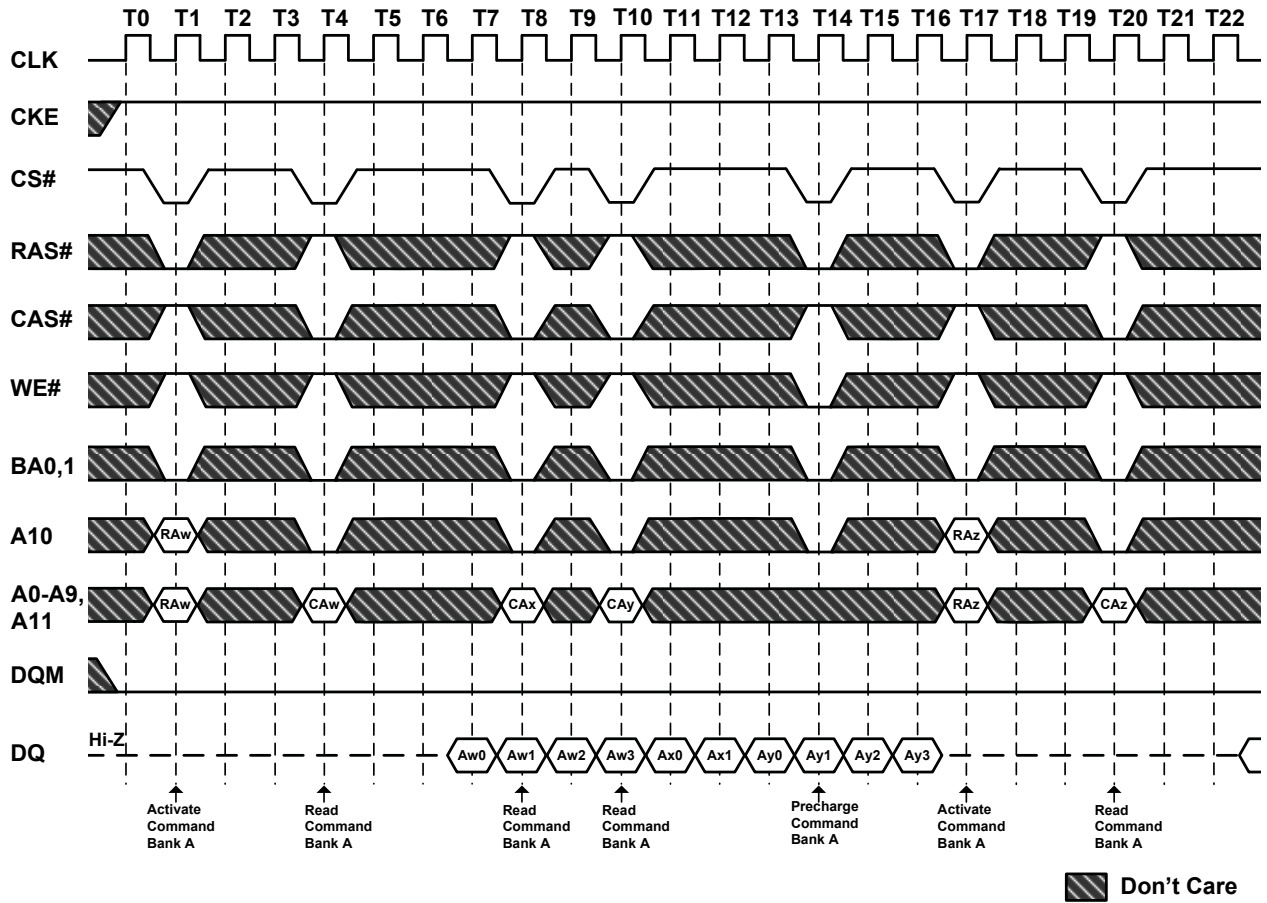 T0 T1 T2 T3 T4 T5 T6 T7 T8 T9 T10 T11 T12 T13 T14 T15 T16 T17 T18 T19 T20 T21 T22
CLK
CKE
CS#
RAS#
CAS#
WE#
BA0,1
A10 RAw RAz
A0-A9,
A11 RAw CAw CAx CAy RAz CAz
DQM
DQ Hi-Z Aw0 Aw1 Aw2 Aw3 Ax0 Ax1 Ay0 Ay1 Ay2 Ay3
Activate
Command
Bank A
Read
Command
Bank A
Read
Command
Bank A
Read
Command
Bank A
Precharge
Command
Bank A
Activate
Command
Bank A
Read
Command
Bank A
Don't Care